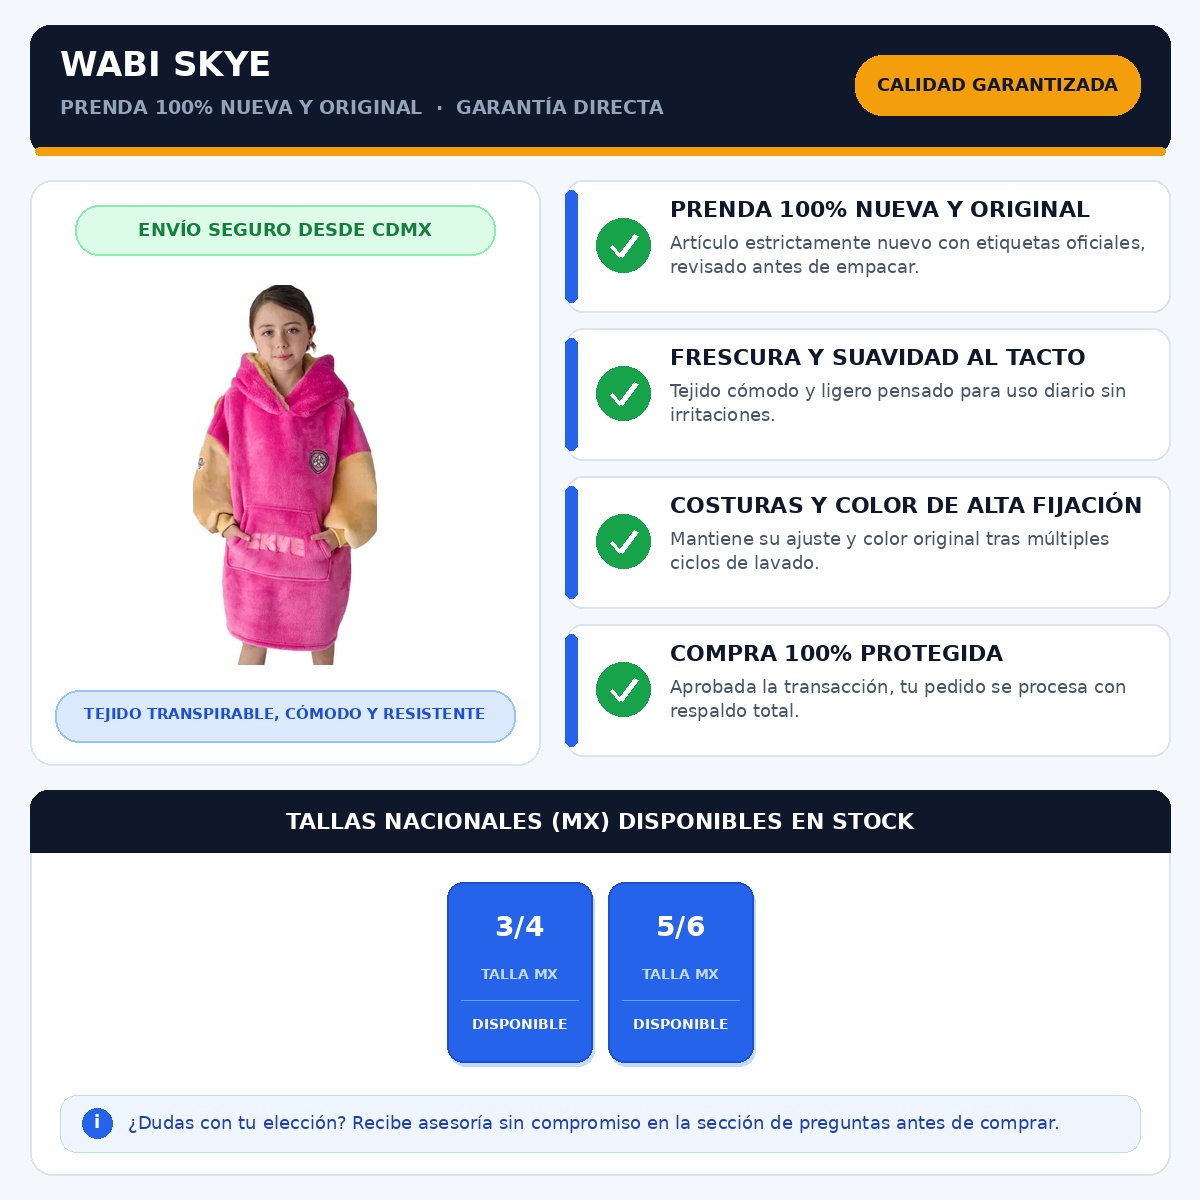 WABI SKYE
PRENDA 100% NUEVA Y ORIGINAL · GARANTÍA DIRECTA
CALIDAD GARANTIZADA
ENVÍO SEGURO DESDE CDMX
SKYE
TEJIDO TRANSPIRABLE, CÓMODO Y RESISTENTE
PRENDA 100% NUEVA Y ORIGINAL
Artículo estrictamente nuevo con etiquetas oficiales,
revisado antes de empacar.
FRESCURA Y SUAVIDAD AL TACTO
Tejido cómodo y ligero pensado para uso diario sin
irritaciones.
COSTURAS Y COLOR DE ALTA FIJACIÓN
Mantiene su ajuste y color original tras múltiples
ciclos de lavado.
COMPRA 100% PROTEGIDA
Aprobada la transacción, tu pedido se procesa con
respaldo total.
TALLAS NACIONALES (MX) DISPONIBLES EN STOCK
3/4
TALLA MX
DISPONIBLE
5/6
TALLA MX
DISPONIBLE
i ¿Dudas con tu elección? Recibe asesoría sin compromiso en la sección de preguntas antes de comprar.